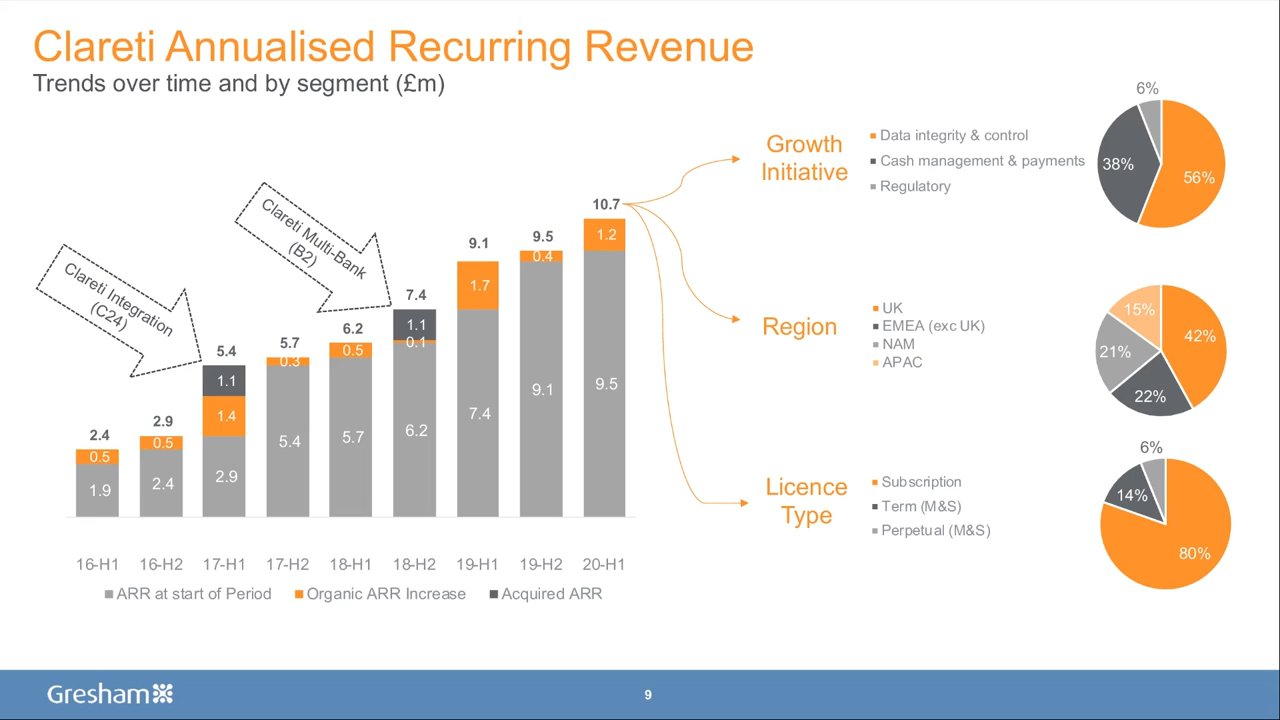 Clareti Annualised Recurring Revenue
Trends over time and by segment (£m)
Clareti Integration
(C24)
Clareti Multi-Bank
(B2)
2.4
0.5
1.9
2.9
0.5
2.4
5.4
1.1
1.4
2.9
5.7
0.3
5.4
6.2
0.5
5.7
7.4
1.1
0.1
6.2
9.1
1.7
7.4
9.5
0.4
9.1
10.7
1.2
9.5
16-H1 16-H2 17-H1 17-H2 18-H1 18-H2 19-H1 19-H2 20-H1
ARR at start of Period Organic ARR Increase Acquired ARR
Growth
Initiative
Data integrity & control
Cash management & payments
Regulatory
6%
38%
56%
Region
UK
EMEA (exc UK)
NAM
APAC
15%
42%
21%
22%
Licence
Type
Subscription
Term (M&S)
Perpetual (M&S)
6%
14%
80%
Gresham
9